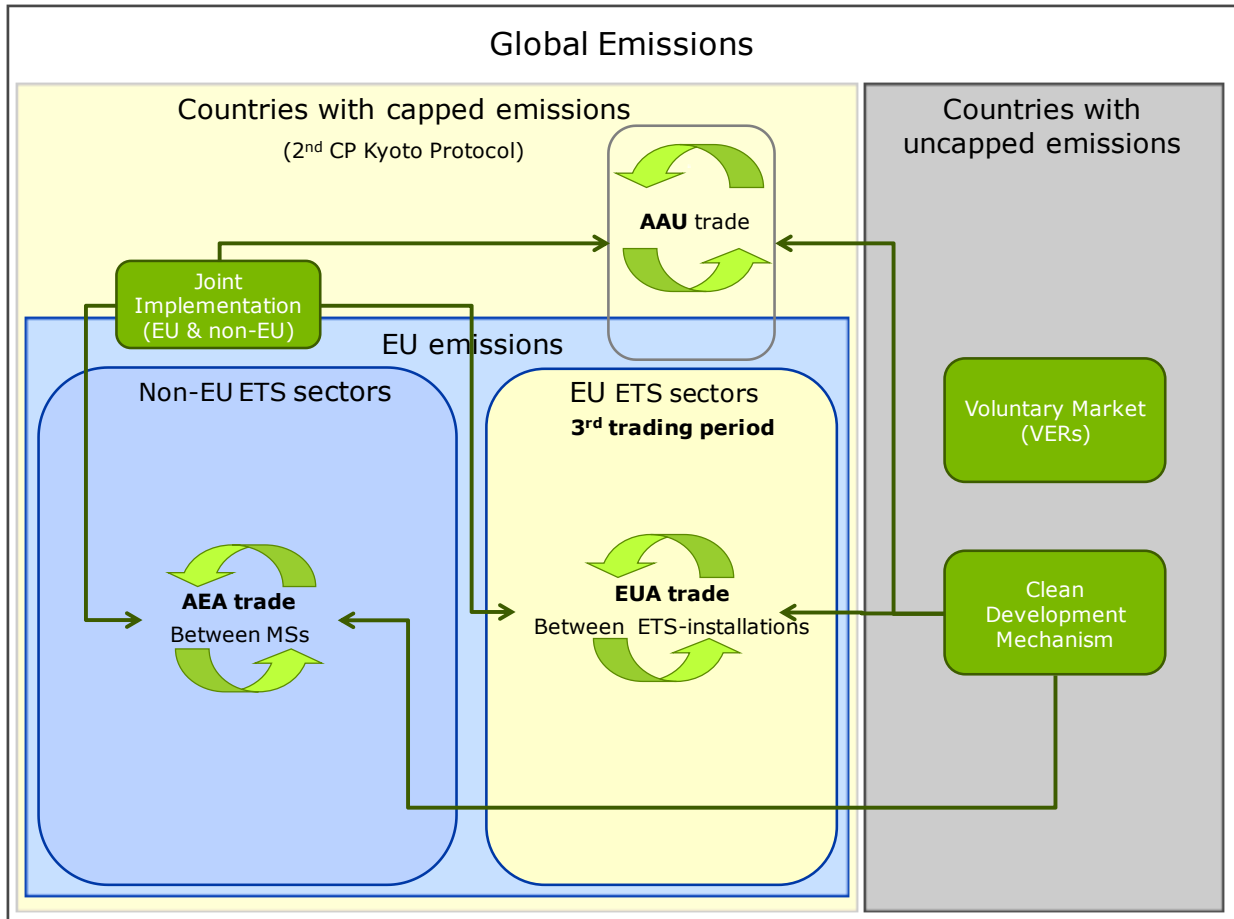 Global Emissions
Countries with capped emissions
(2nd CP Kyoto Protocol)
Countries with
uncapped emissions
AAU trade
Joint
Implementation
(EU & non-EU)
EU emissions
Non-EU ETS sectors
EU ETS sectors
3rd trading period
Voluntary Market
(VERs)
AEA trade
Between MSs
EUA trade
Between ETS-installations
Clean
Development
Mechanism